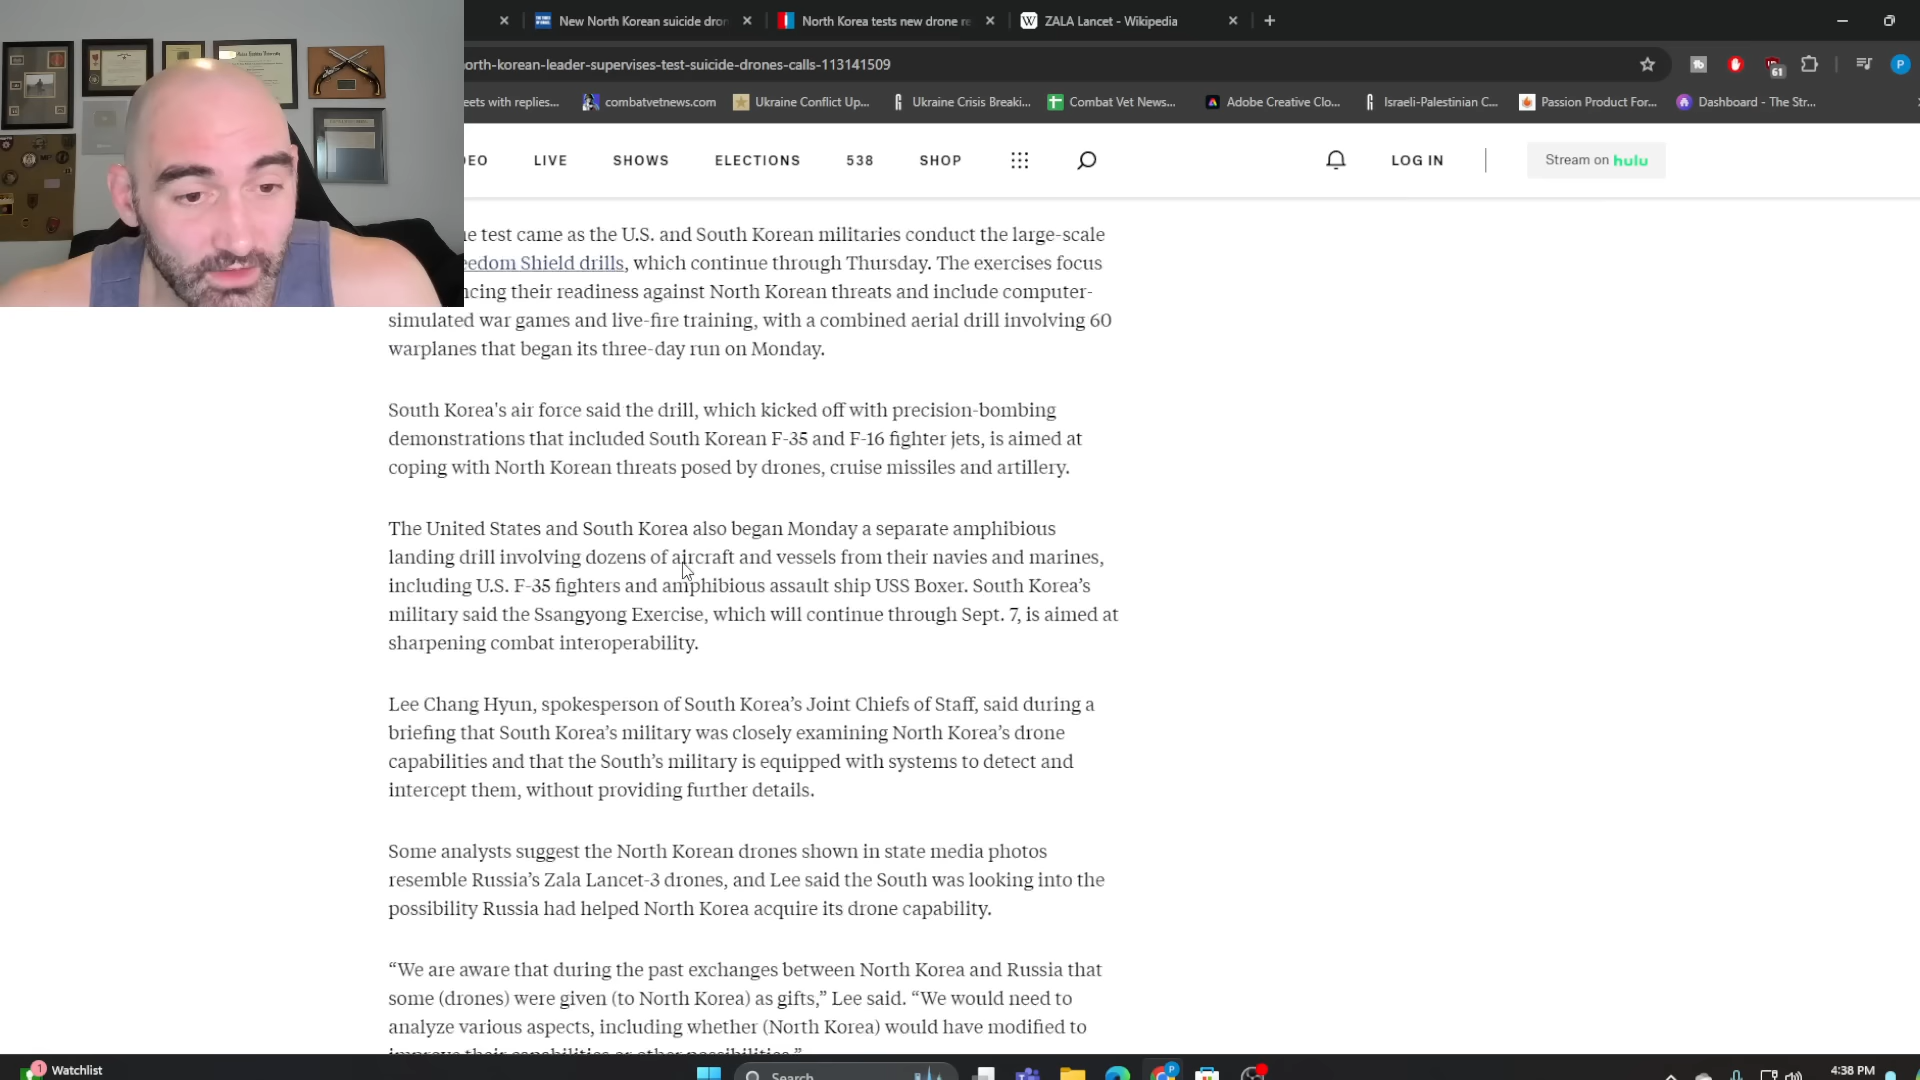 New North Korean suicide dron
North Korea tests new drone re
ZALA Lancet - Wikipedia
orth-korean-leader-supervises-test-suicide-drones-calls-113141509
61
P
eets with replies...
combatvetnews.com
Ukraine Conflict Up...
Ukraine Crisis Breaki...
Combat Vet News...
Adobe Creative Clo...
Israeli-Palestinian C...
Passion Product For...
Dashboard - The Str...
DEO
LIVE
SHOWS
ELECTIONS
538
SHOP
LOG IN
Stream on hulu
e test came as the U.S. and South Korean militaries conduct the large-scale
eedom Shield drills, which continue through Thursday. The exercises focus
ncing their readiness against North Korean threats and include computer-
simulated war games and live-fire training, with a combined aerial drill involving 60
warplanes that began its three-day run on Monday.
South Korea's air force said the drill, which kicked off with precision-bombing
demonstrations that included South Korean F-35 and F-16 fighter jets, is aimed at
coping with North Korean threats posed by drones, cruise missiles and artillery.
The United States and South Korea also began Monday a separate amphibious
landing drill involving dozens of aircraft and vessels from their navies and marines,
including U.S. F-35 fighters and amphibious assault ship USS Boxer. South Korea’s
military said the Ssangyong Exercise, which will continue through Sept. 7, is aimed at
sharpening combat interoperability.
Lee Chang Hyun, spokesperson of South Korea’s Joint Chiefs of Staff, said during a
briefing that South Korea’s military was closely examining North Korea’s drone
capabilities and that the South’s military is equipped with systems to detect and
intercept them, without providing further details.
Some analysts suggest the North Korean drones shown in state media photos
resemble Russia’s Zala Lancet-3 drones, and Lee said the South was looking into the
possibility Russia had helped North Korea acquire its drone capability.
“We are aware that during the past exchanges between North Korea and Russia that
some (drones) were given (to North Korea) as gifts,” Lee said. “We would need to
analyze various aspects, including whether (North Korea) would have modified to
improve their capabilities or other possibilities.”
1
Watchlist
Search
4:38 PM